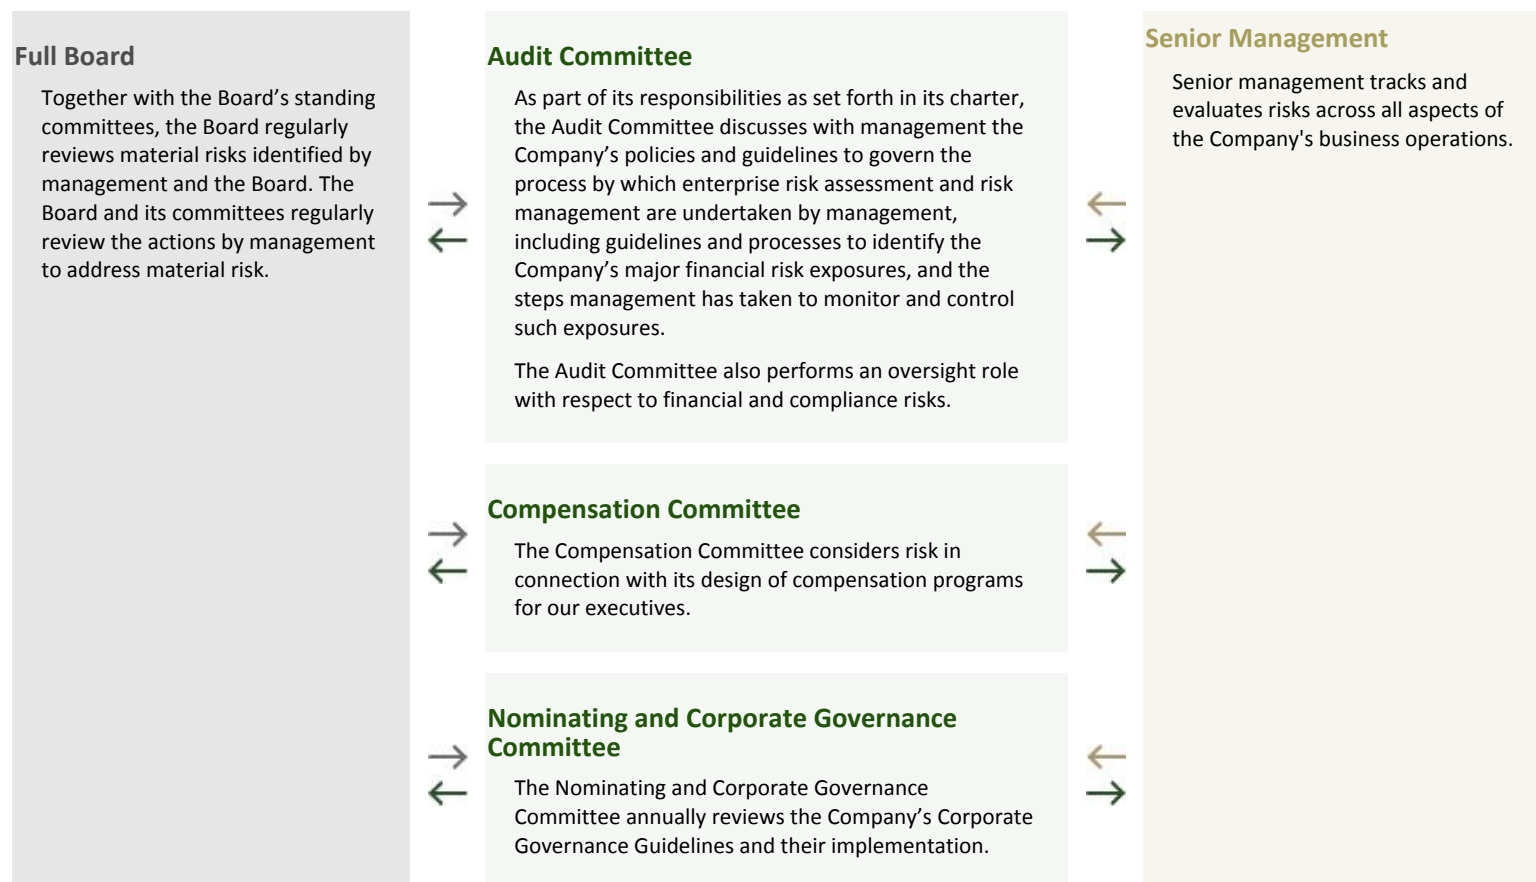 Full Board
Together with the Board’s standing
committees, the Board regularly
reviews material risks identified by
management and the Board. The
Board and its committees regularly
review the actions by management
to address material risk.
Audit Committee
As part of its responsibilities as set forth in its charter,
the Audit Committee discusses with management the
Company’s policies and guidelines to govern the
process by which enterprise risk assessment and risk
management are undertaken by management,
including guidelines and processes to identify the
Company’s major financial risk exposures, and the
steps management has taken to monitor and control
such exposures.
The Audit Committee also performs an oversight role
with respect to financial and compliance risks.
Compensation Committee
The Compensation Committee considers risk in
connection with its design of compensation programs
for our executives.
Nominating and Corporate Governance
Committee
The Nominating and Corporate Governance
Committee annually reviews the Company’s Corporate
Governance Guidelines and their implementation.
Senior Management
Senior management tracks and
evaluates risks across all aspects of
the Company's business operations.